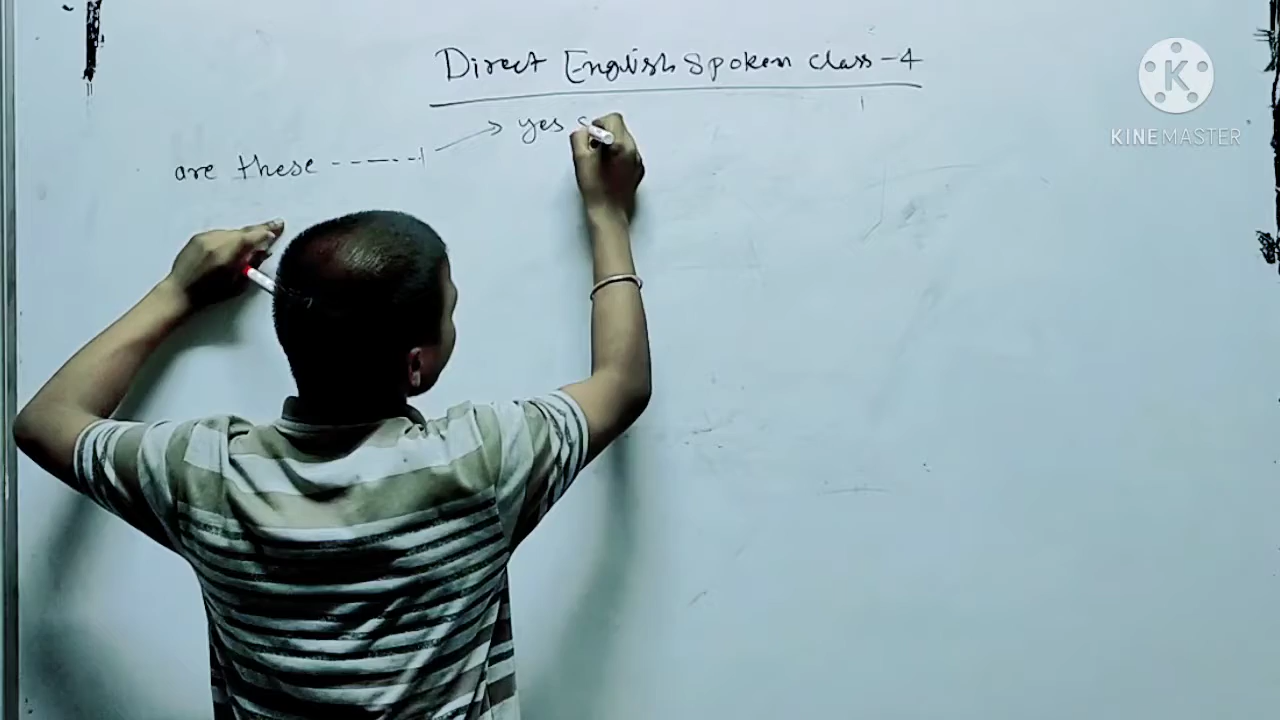 Direct English Spoken class-4
yes
are these ------
K
KINEMASTER